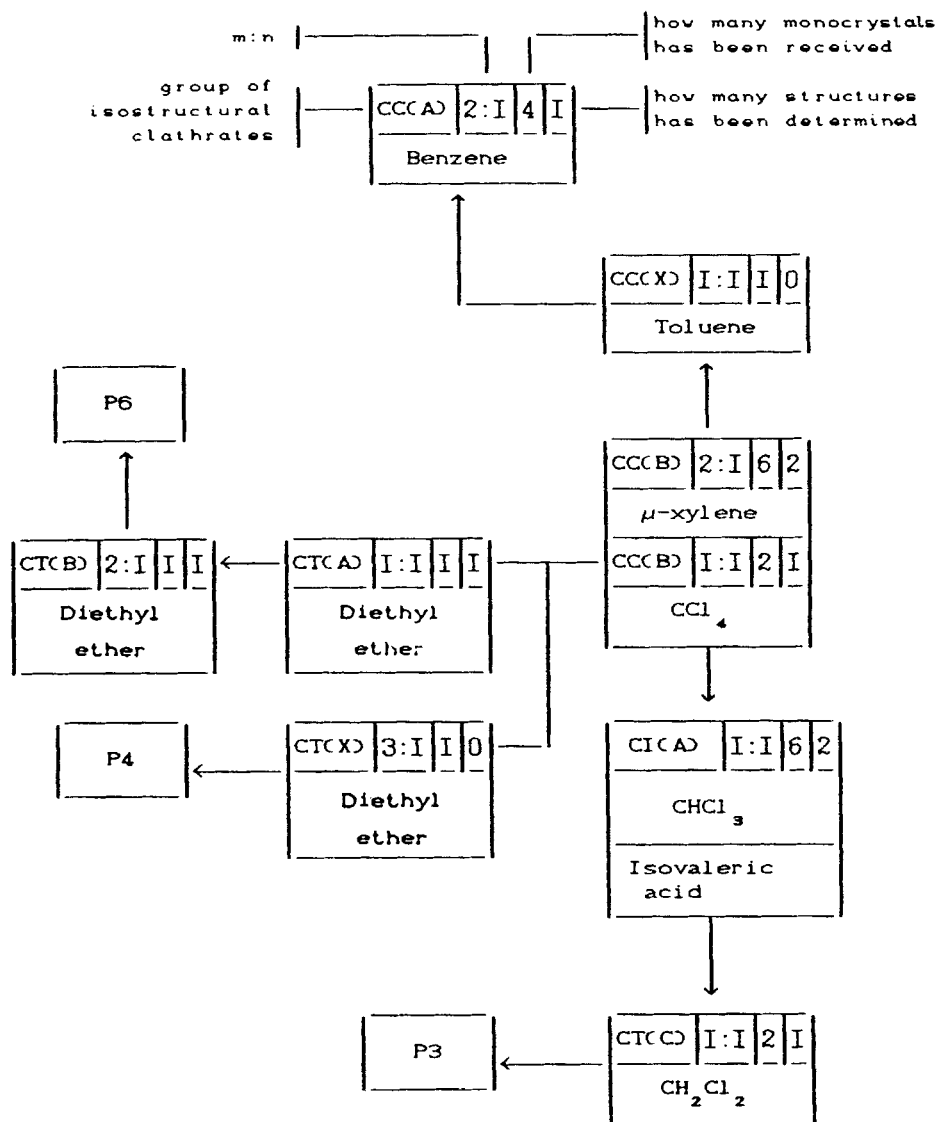 m:n
how many monocrystals
has been received
group of
isostructural
clathrates
CC(A) 2:I 4 I
Benzene
how many structures
has been determined
CC(X) I:I I 0
Toluene
P6
CC(B) 2:I 6 2
μ-xylene
CC(B) I:I 2 I
CCl4
CT(B) 2:I I I
Diethyl
ether
CT(A) I:I I I
Diethyl
ether
P4
CT(X) 3:I I 0
Diethyl
ether
CI(A) I:I 6 2
CHCl3
Isovaleric
acid
P3
CT(C) I:I 2 I
CH2Cl2